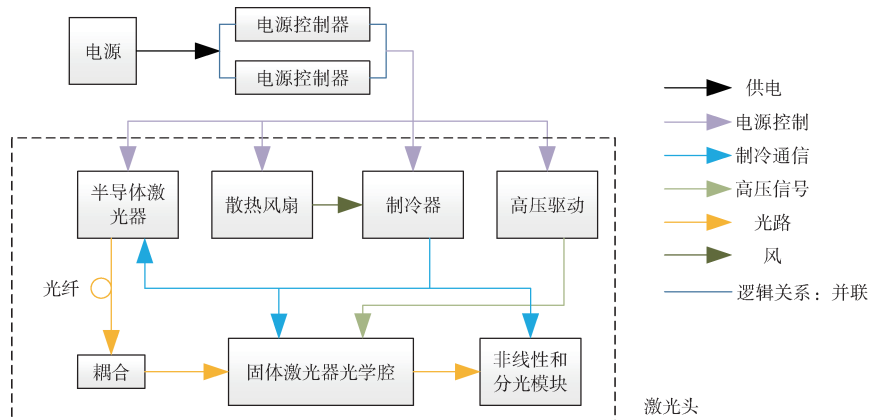 电源
电源控制器
电源控制器
半导体激
光器
散热风扇
制冷器
高压驱动
光纤
耦合
固体激光器光学腔
非线性和
分光模块
供电
电源控制
制冷通信
高压信号
光路
风
逻辑关系：并联
激光头